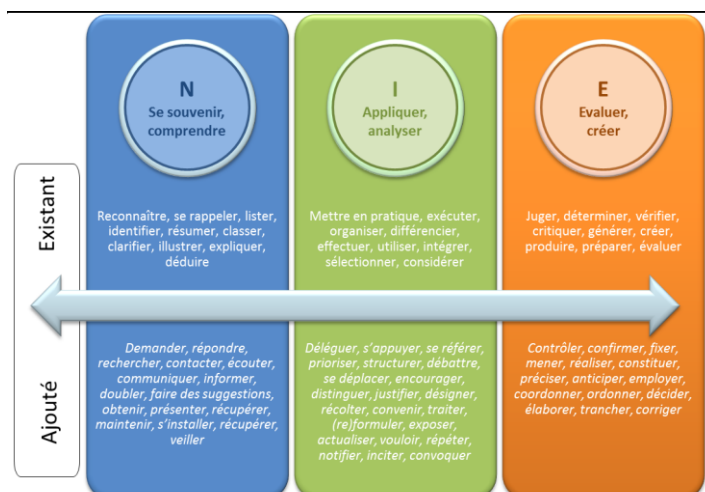 N
Se souvenir,
comprendre
I
Appliquer,
analyser
E
Evaluer,
créer
Existant
Reconnaître, se rappeler, lister,
identifier, résumer, classer,
clarifier, illustrer, expliquer,
déduire
Mettre en pratique, exécuter,
organiser, différencier,
effectuer, utiliser, intégrer,
sélectionner, considérer
Juger, déterminer, vérifier,
critiquer, générer, créer,
produire, préparer, évaluer
Ajouté
Demander, répondre,
rechercher, contacter, écouter,
communiquer, informer,
doubler, faire des suggestions,
obtenir, présenter, récupérer,
maintenir, s'installer, récupérer,
veiller
Déléguer, s'appuyer, se référer,
prioriser, structurer, débattre,
se déplacer, encourager,
distinguer, justifier, désigner,
récolter, convenir, traiter,
(re)formuler, exposer,
actualiser, vouloir, répéter,
notifier, inciter, convoquer
Contrôler, confirmer, fixer,
mener, réaliser, constituer,
préciser, anticiper, employer,
coordonner, ordonner, décider,
élaborer, trancher, corriger